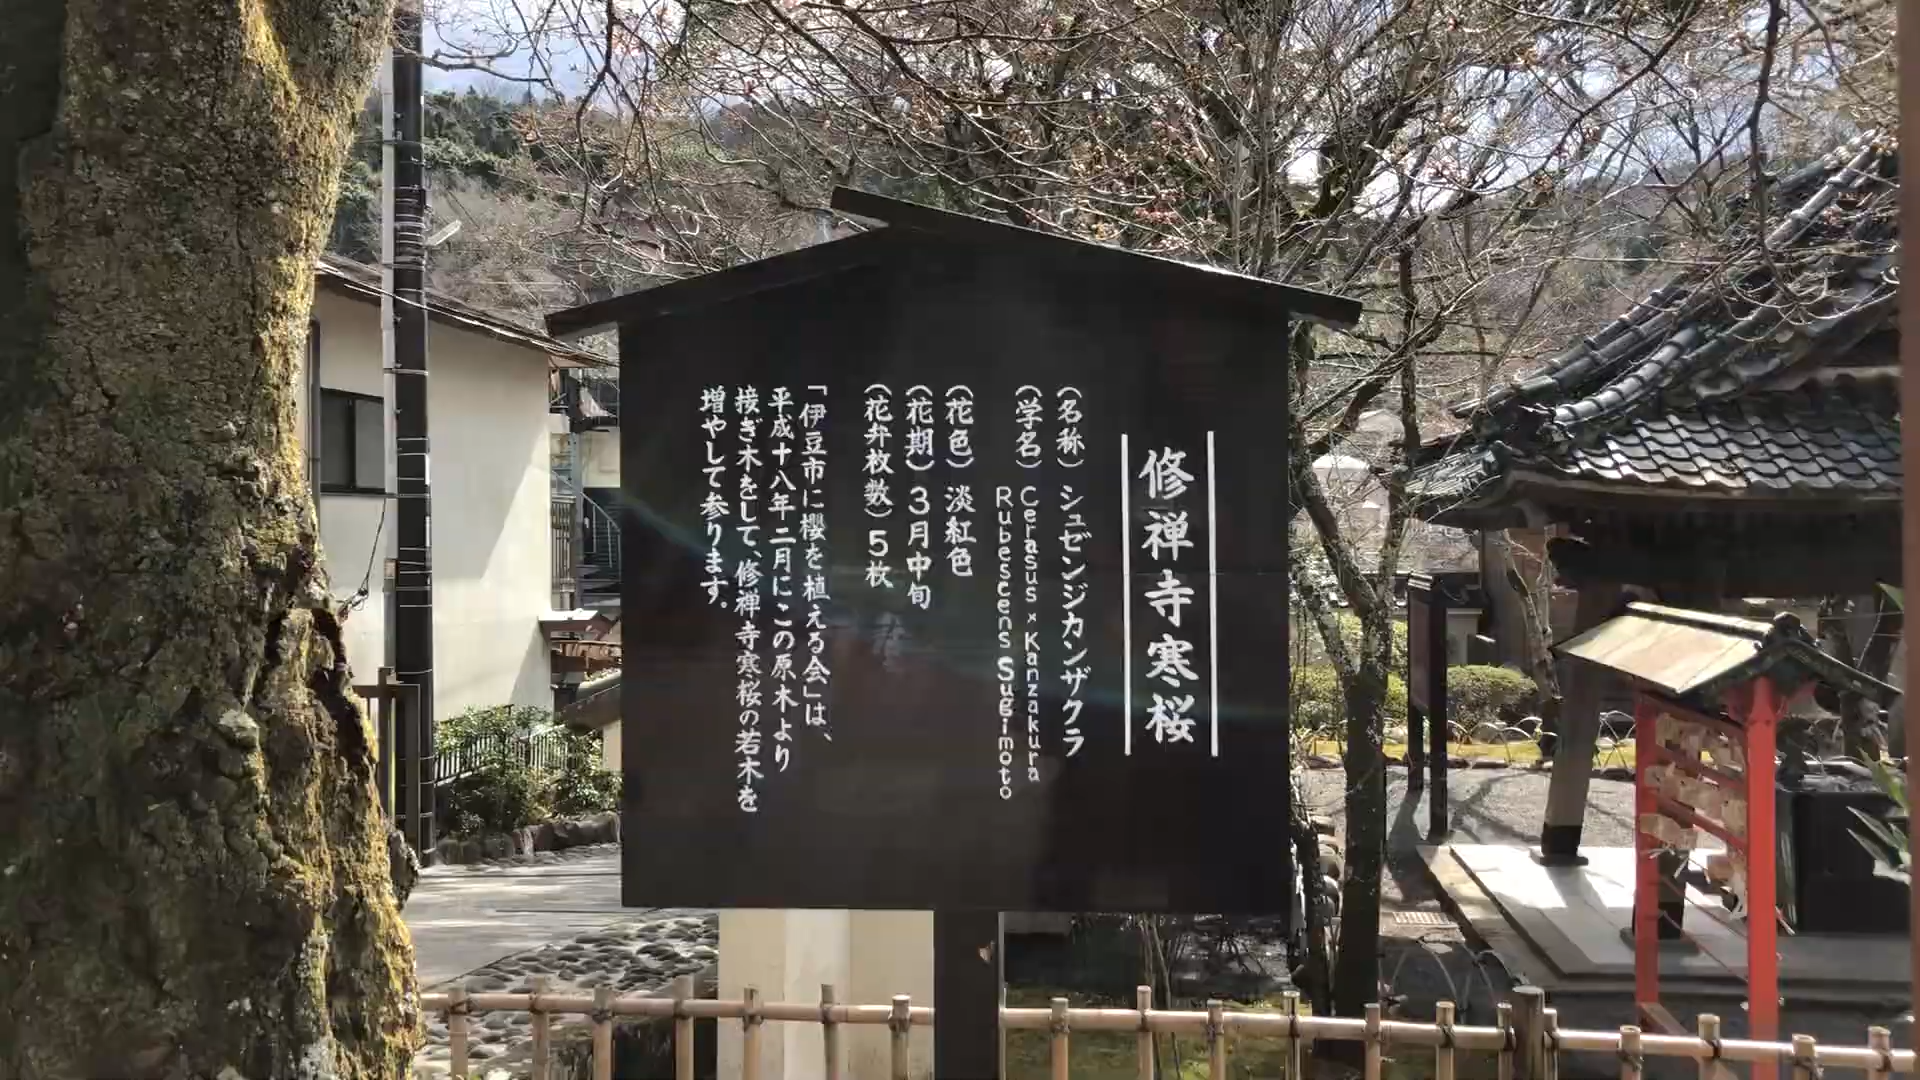 修禅寺寒桜
(名称)シュゼンジカンザクラ
(学名)Cerasus × Kanzakura
Rubescens Sugimoto
(花色)淡紅色
(花期)3月中旬
(花弁枚数)5枚
「伊豆市に櫻を植える会」は、
平成十八年二月にこの原木より
接ぎ木をして、修禅寺寒桜の若木を
増やして参ります。